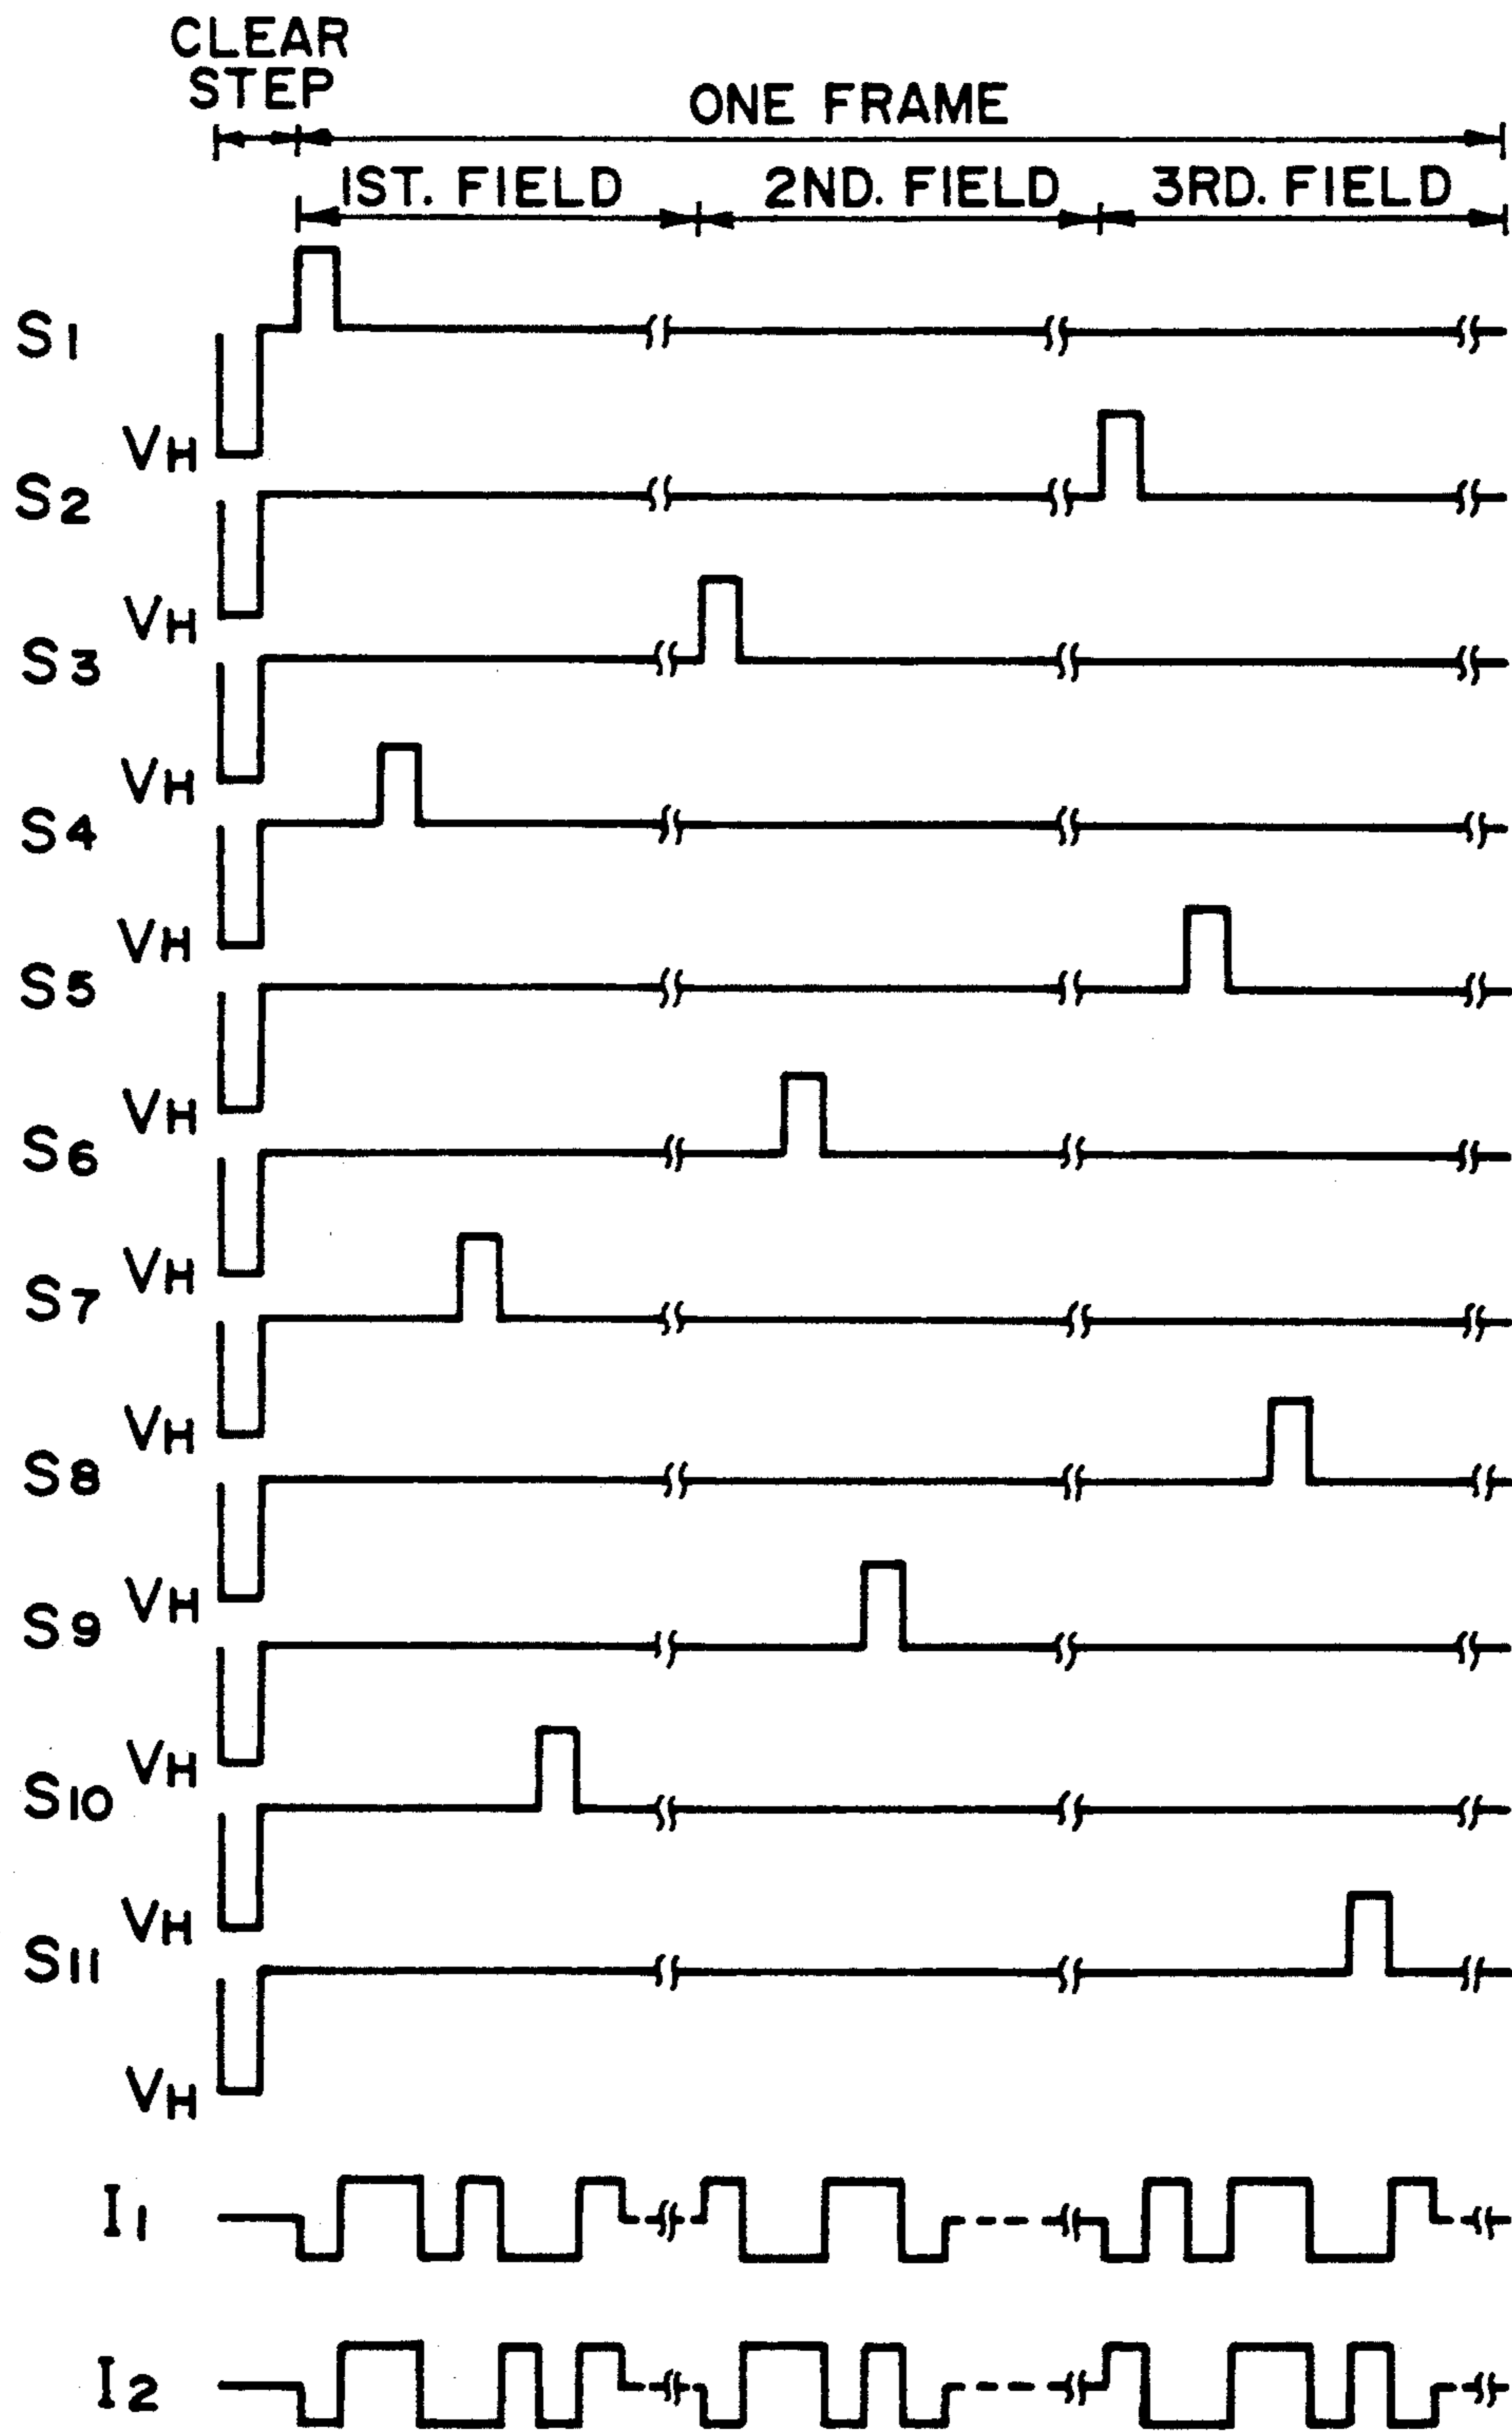 CLEAR
STEP
ONE FRAME
1ST. FIELD 2ND. FIELD 3RD. FIELD
S1
VH
S2
VH
S3
VH
S4
VH
S5
VH
S6
VH
S7
VH
S8
VH
S9
VH
S10
VH
S11
VH
I1
I2